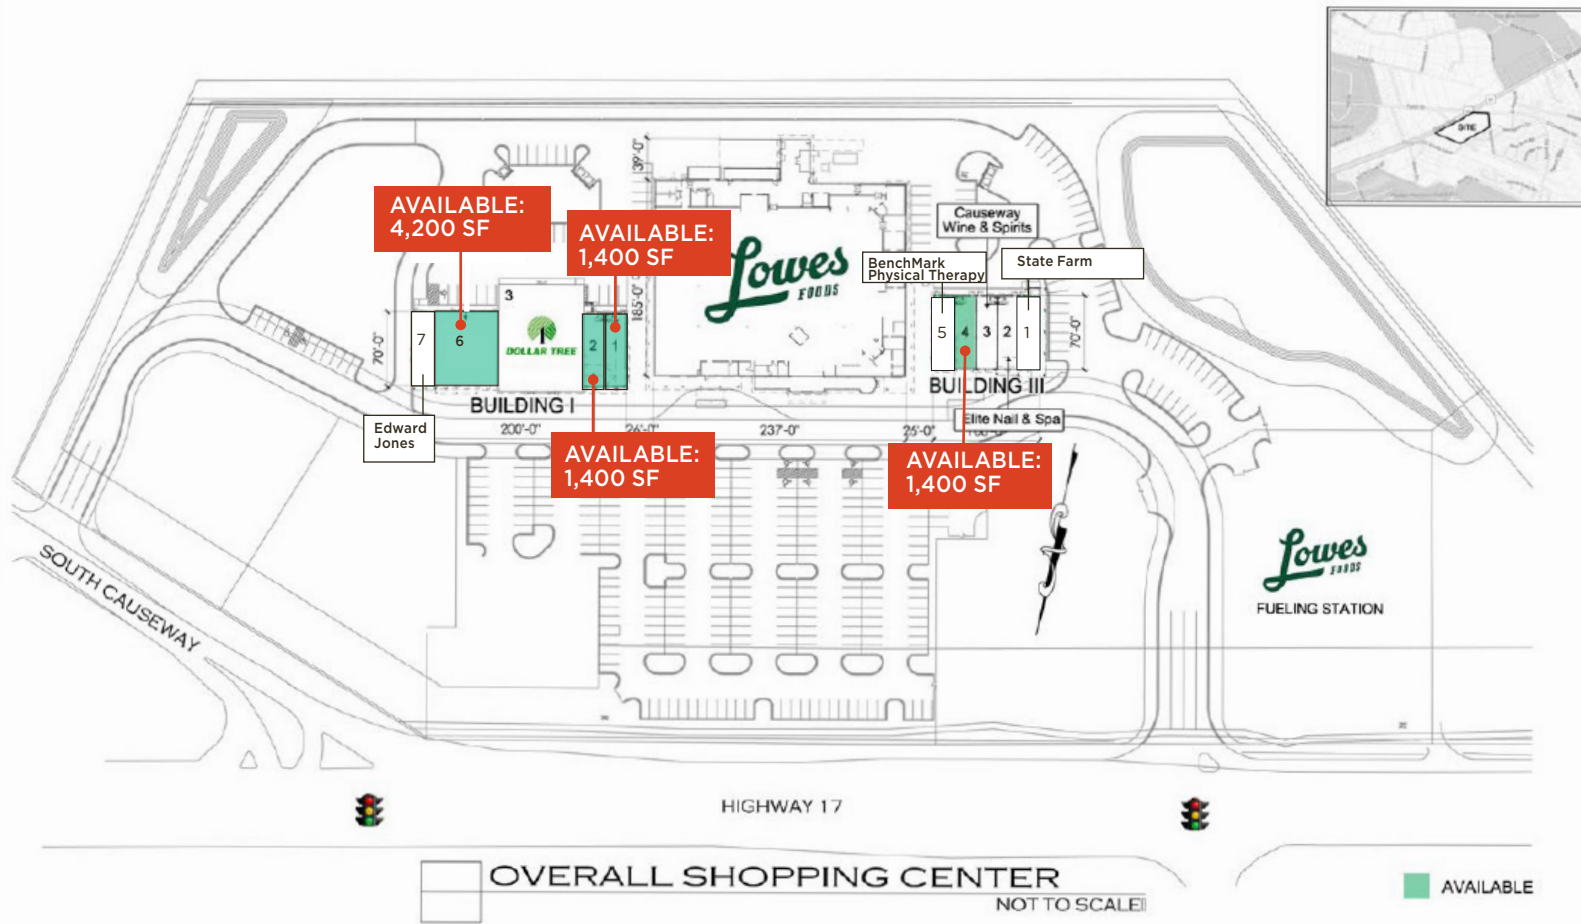 SITE
AVAILABLE:
4,200 SF
AVAILABLE:
1,400 SF
39'-0"
185'-0"
Lowes
FOODS
Causeway
Wine & Spirits
BenchMark
Physical Therapy
State Farm
3
DOLLAR TREE
70'-0"
7
6
2
1
5
4
3
2
1
70'-0"
BUILDING I
BUILDING III
Edward
Jones
Elite Nail & Spa
200'-0"
26'-0"
237'-0"
25'-0"
AVAILABLE:
1,400 SF
AVAILABLE:
1,400 SF
SOUTH CAUSEWAY
Lowes
FOODS
FUELING STATION
HIGHWAY 17
OVERALL SHOPPING CENTER
NOT TO SCALE
AVAILABLE